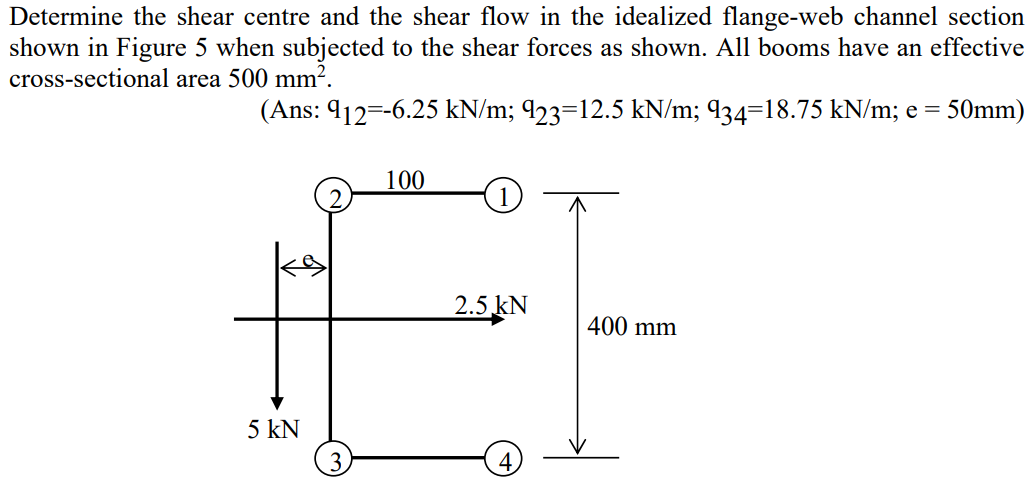 Determine the shear centre and the shear flow in the idealized flange-web channel section
shown in Figure 5 when subjected to the shear forces as shown. All booms have an effective
cross-sectional area 500 mm².
(Ans: q12=-6.25 kN/m; q23=12.5 kN/m; q34=18.75 kN/m; e = 50mm)
100
2
1
e
2.5 kN
400 mm
5 kN
3
4